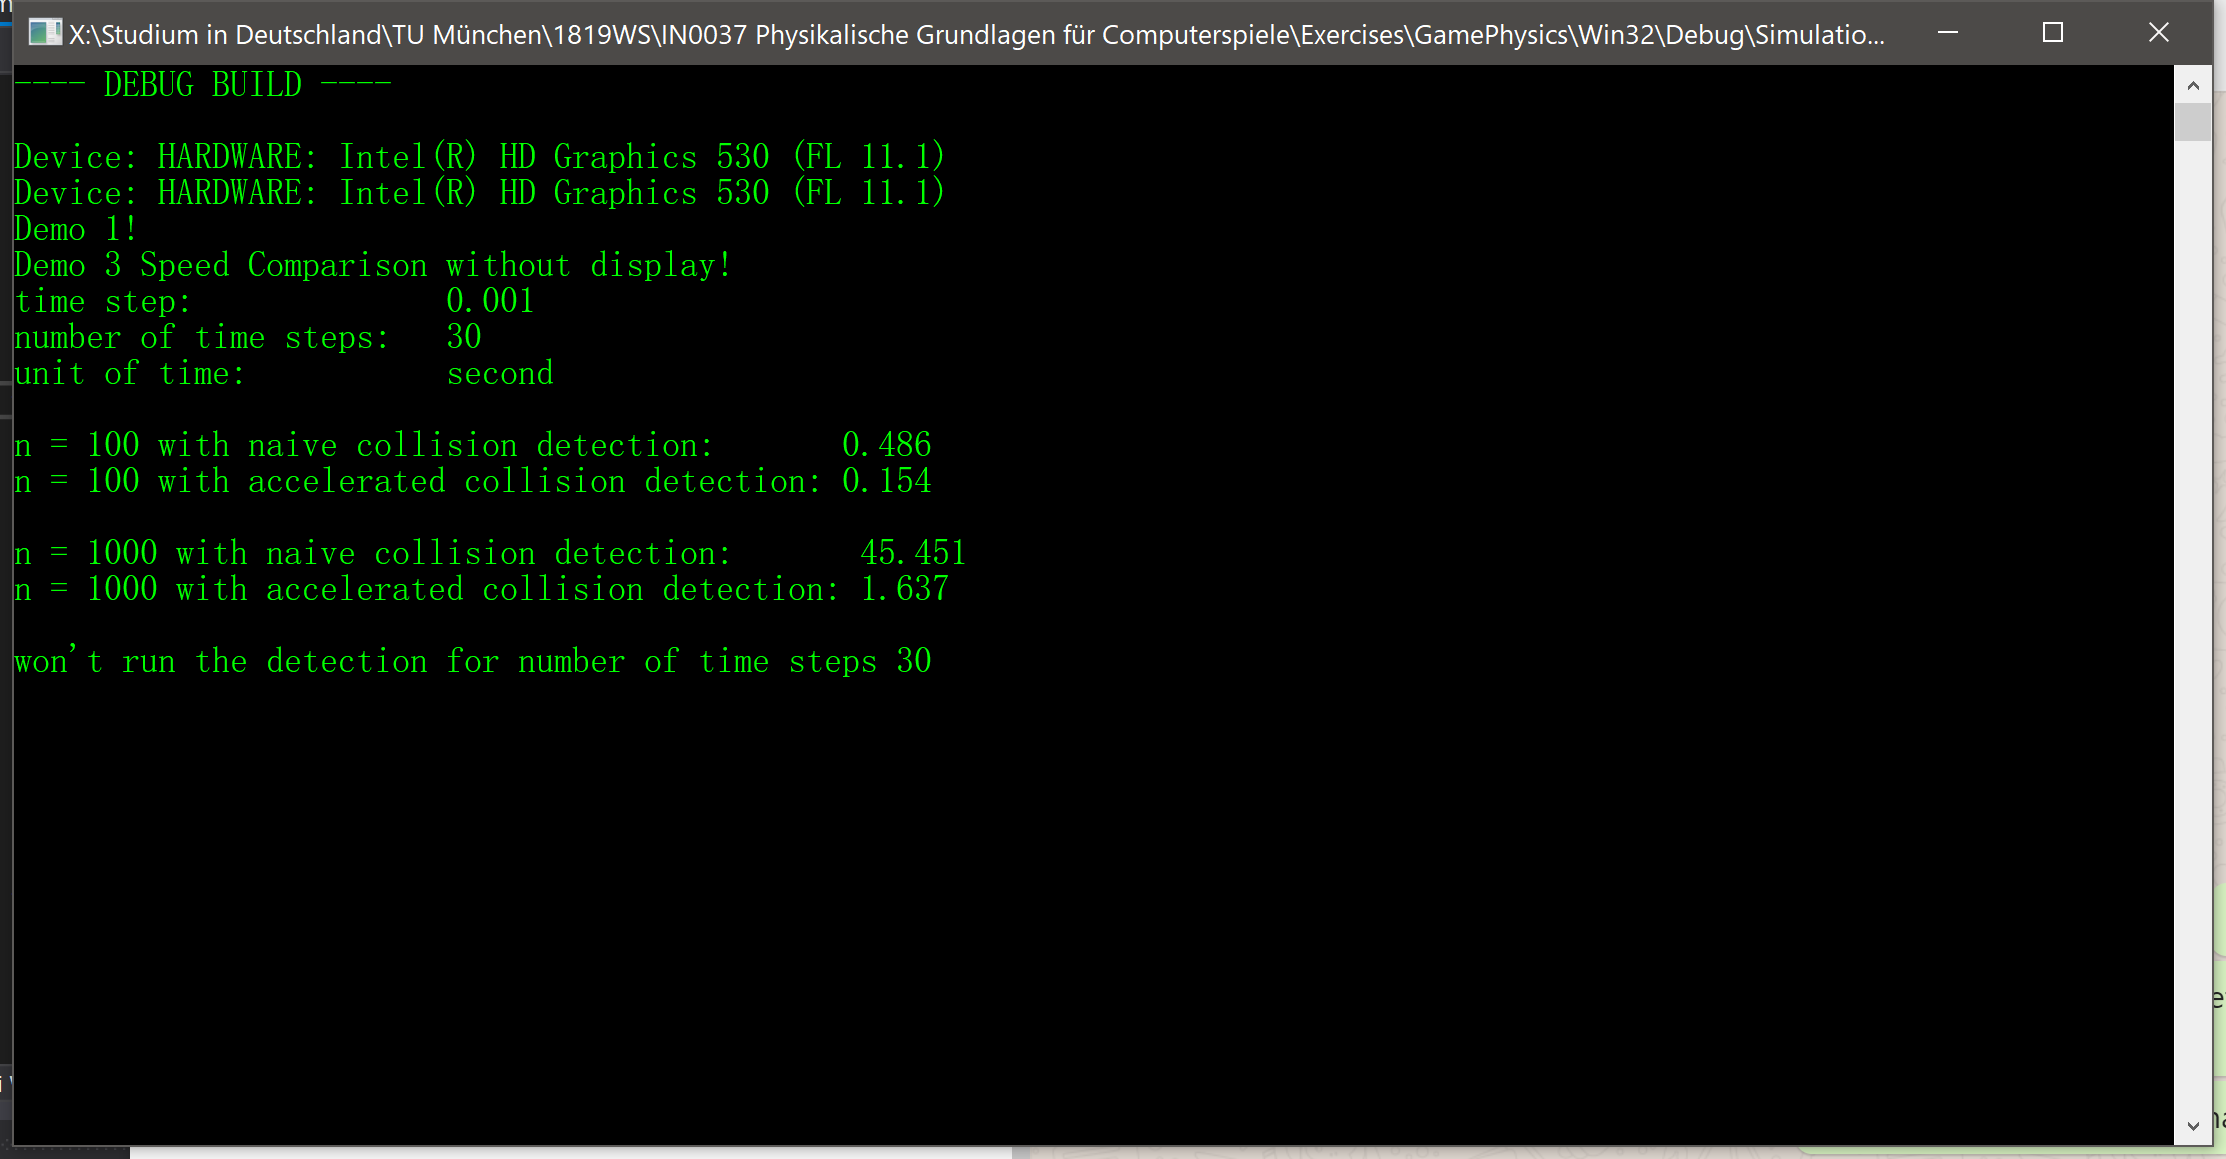 X:\Studium in Deutschland\TU München\1819WS\IN0037 Physikalische Grundlagen für Computerspiele\Exercises\GamePhysics\Win32\Debug\Simulatio...
---- DEBUG BUILD ----
Device: HARDWARE: Intel(R) HD Graphics 530 (FL 11.1)
Device: HARDWARE: Intel(R) HD Graphics 530 (FL 11.1)
Demo 1!
Demo 3 Speed Comparison without display!
time step: 0.001
number of time steps: 30
unit of time: second
n = 100 with naive collision detection: 0.486
n = 100 with accelerated collision detection: 0.154
n = 1000 with naive collision detection: 45.451
n = 1000 with accelerated collision detection: 1.637
won't run the detection for number of time steps 30